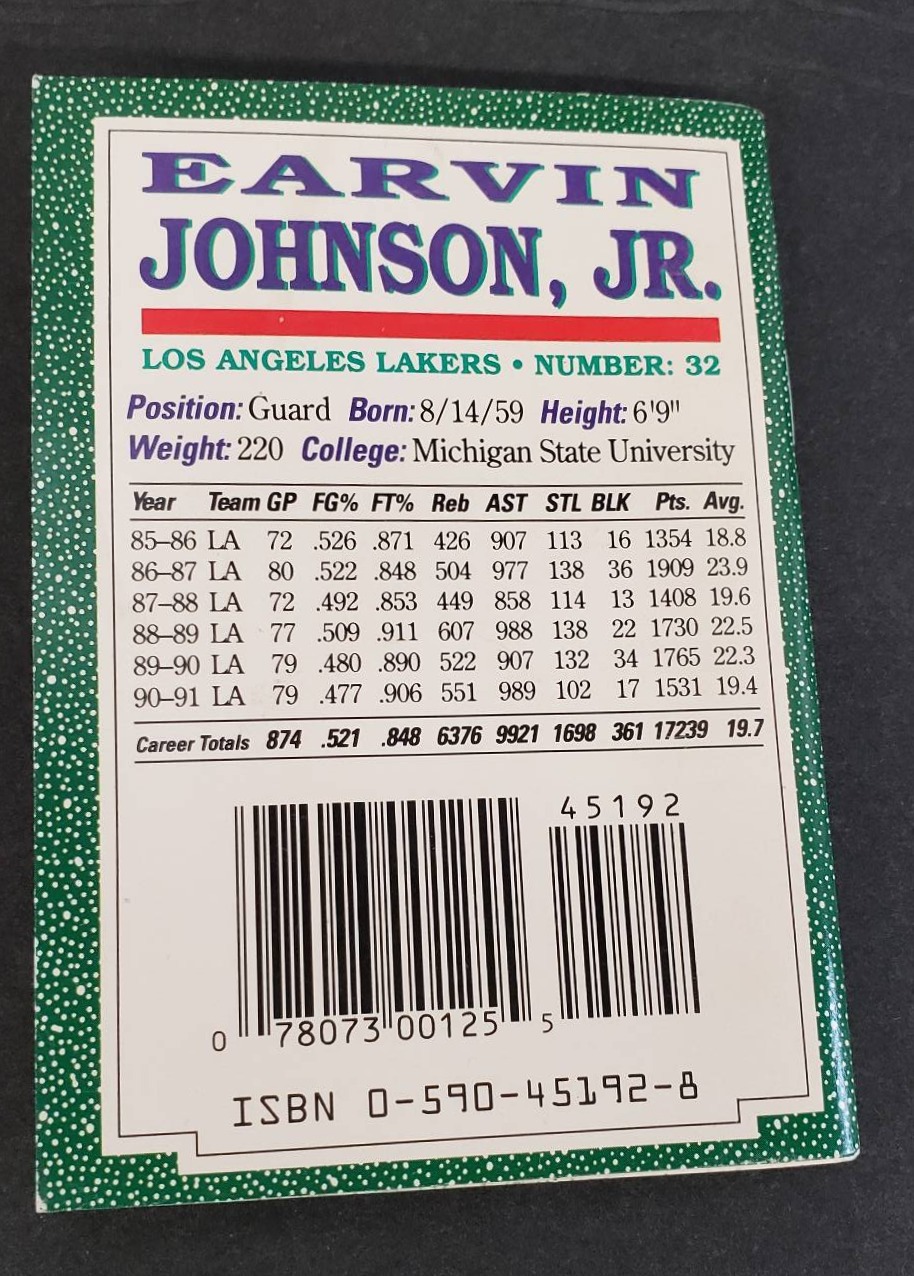 EARVIN
JOHNSON, JR.
LOS ANGELES LAKERS • NUMBER: 32
Position: Guard Born: 8/14/59 Height: 6'9"
Weight: 220 College: Michigan State University
Year Team GP FG% FT% Reb AST STL BLK Pts. Avg.
85–86 LA 72 .526 .871 426 907 113 16 1354 18.8
86–87 LA 80 .522 .848 504 977 138 36 1909 23.9
87–88 LA 72 .492 .853 449 858 114 13 1408 19.6
88–89 LA 77 .509 .911 607 988 138 22 1730 22.5
89–90 LA 79 .480 .890 522 907 132 34 1765 22.3
90–91 LA 79 .477 .906 551 989 102 17 1531 19.4
Career Totals 874 .521 .848 6376 9921 1698 361 17239 19.7
45192
0 78073 00125 5
ISBN 0-590-45192-8